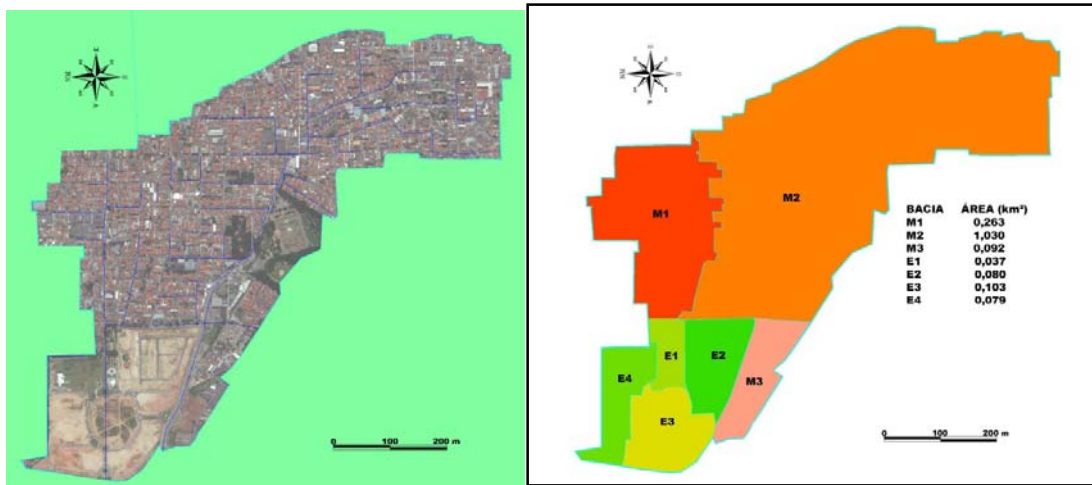 0 100 200 m
M1
M2
BACIA ÁREA (km²)
M1 0,263
M2 1,030
M3 0,092
E1 0,037
E2 0,080
E3 0,103
E4 0,079
E1
E2
E4
M3
E3
0 100 200 m